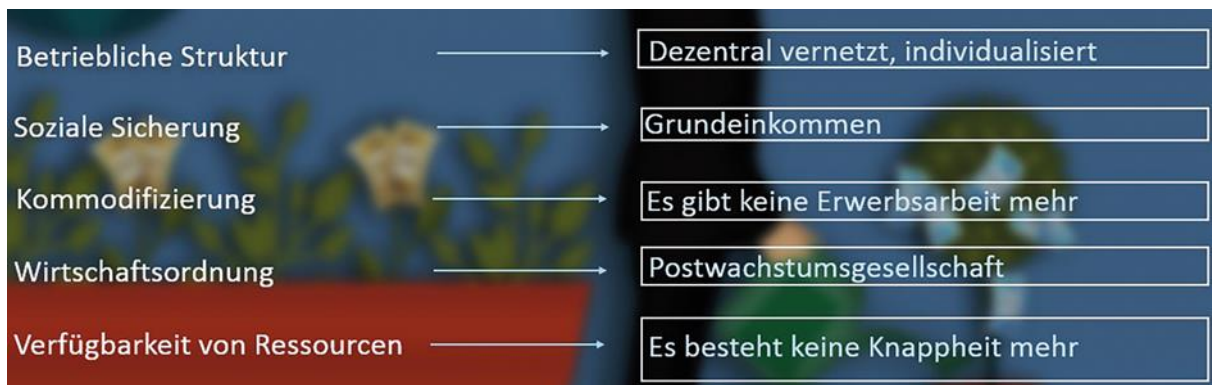 Betriebliche Struktur
Dezentral vernetzt, individualisiert
Soziale Sicherung
Grundeinkommen
Kommodifizierung
Es gibt keine Erwerbsarbeit mehr
Wirtschaftsordnung
Postwachstumsgesellschaft
Verfügbarkeit von Ressourcen
Es besteht keine Knappheit mehr